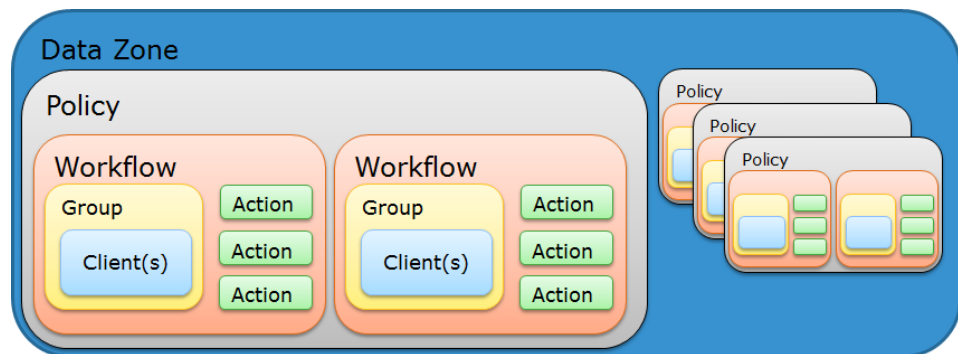 Data Zone
Policy
Workflow
Group
Client(s)
Action
Action
Action
Workflow
Group
Client(s)
Action
Action
Action
Policy
Policy
Policy